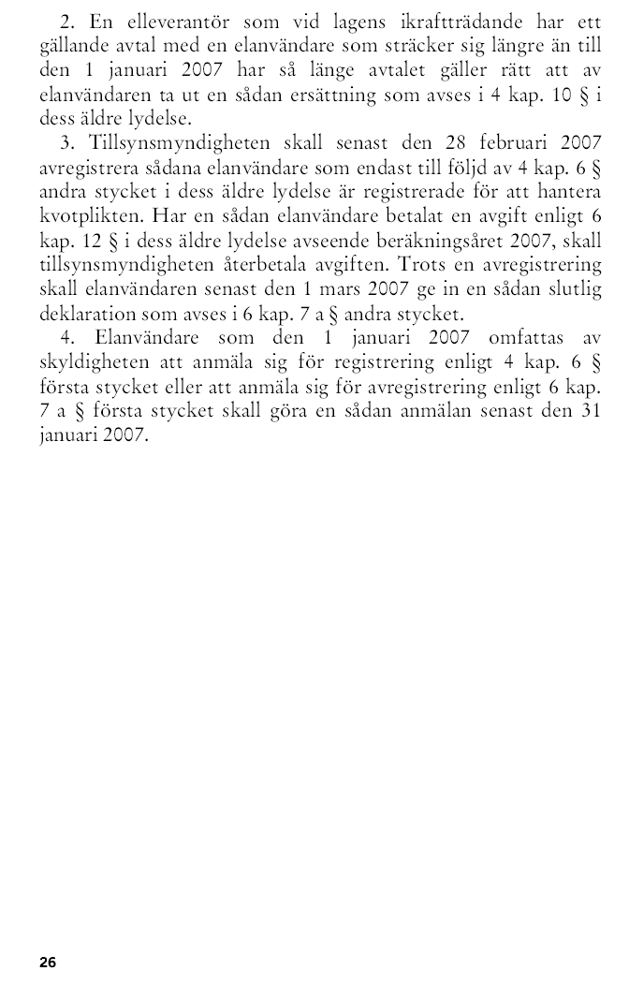 2. En elleverantör som vid lagens ikraftträdande har ett
gällande avtal med en elanvändare som sträcker sig längre än till
den 1 januari 2007 har så länge avtalet gäller rätt att av
elanvändaren ta ut en sådan ersättning som avses i 4 kap. 10 § i
dess äldre lydelse.
3. Tillsynsmyndigheten skall senast den 28 februari 2007
avregistrera sådana elanvändare som endast till följd av 4 kap. 6 §
andra stycket i dess äldre lydelse är registrerade för att hantera
kvotplikten. Har en sådan elanvändare betalat en avgift enligt 6
kap. 12 § i dess äldre lydelse avseende beräkningsåret 2007, skall
tillsynsmyndigheten återbetala avgiften. Trots en avregistrering
skall elanvändaren senast den 1 mars 2007 ge in en sådan slutlig
deklaration som avses i 6 kap. 7 a § andra stycket.
4. Elanvändare som den 1 januari 2007 omfattas av
skyldigheten att anmäla sig för registrering enligt 4 kap. 6 §
första stycket eller att anmäla sig för avregistrering enligt 6 kap.
7 a § första stycket skall göra en sådan anmälan senast den 31
januari 2007.
26